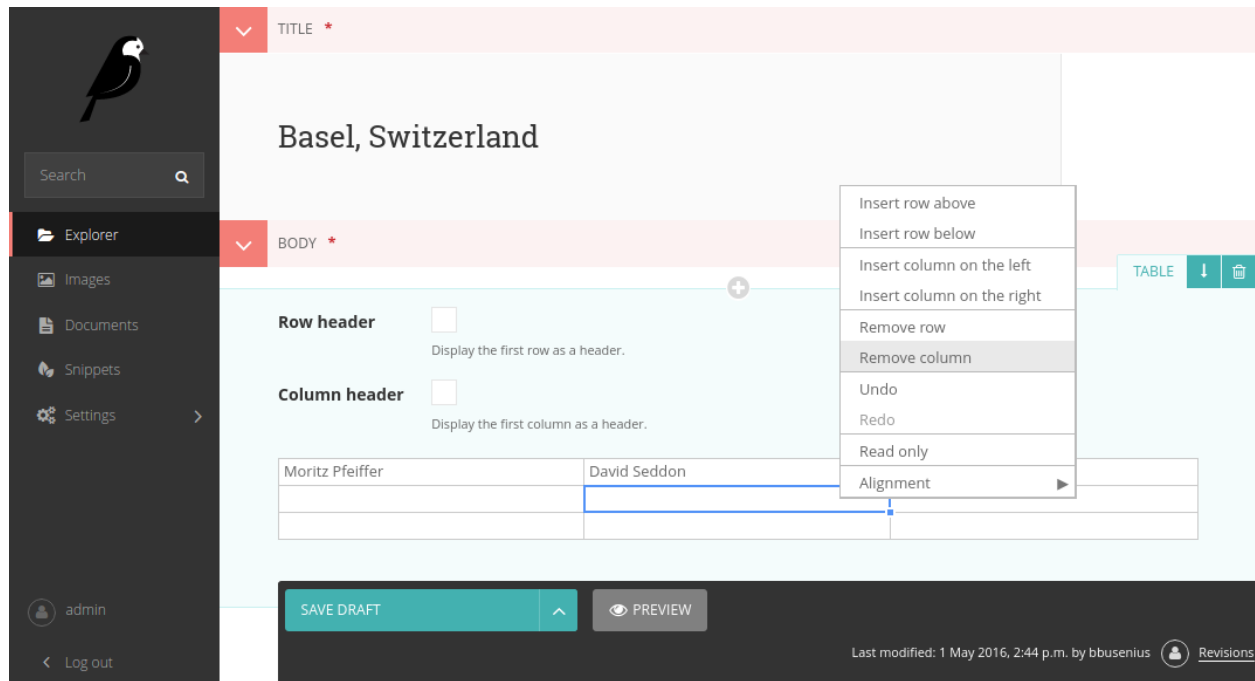 Search
Explorer
Images
Documents
Snippets
Settings
admin
Log out
TITLE *
Basel, Switzerland
BODY *
TABLE
Row header
Display the first row as a header.
Column header
Display the first column as a header.
Moritz Pfeiffer David Seddon
Insert row above
Insert row below
Insert column on the left
Insert column on the right
Remove row
Remove column
Undo
Redo
Read only
Alignment
SAVE DRAFT
PREVIEW
Last modified: 1 May 2016, 2:44 p.m. by bbusenius Revisions